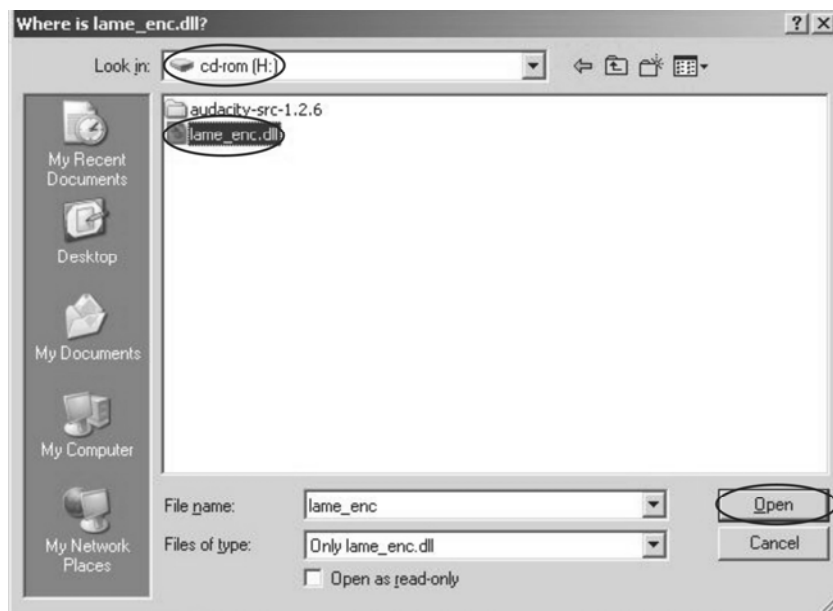 Where is lame_enc.dll?
Look in:
cd-rom (H:)
audacity-src-1.2.6
lame_enc.dll
My Recent
Documents
Desktop
My Documents
My Computer
My Network
Places
File name:
lame_enc
Open
Files of type:
Only lame_enc.dll
Cancel
Open as read-only